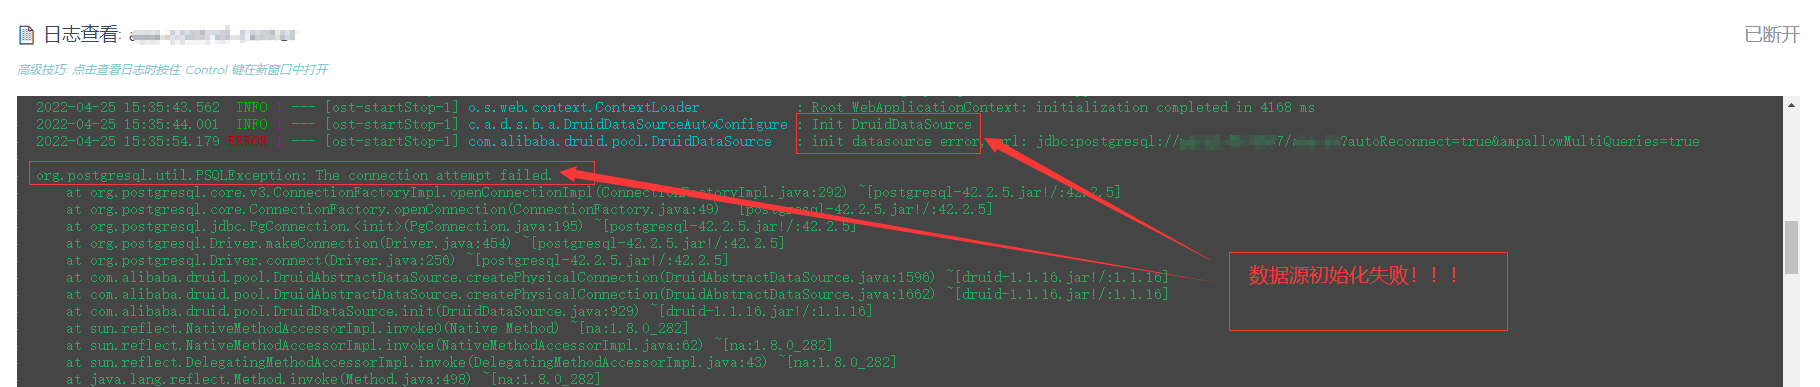 日志查看:
已断开
高级技巧: 点击查看日志时按住 Control 键在新窗口中打开
2022-04-25 15:35:43.562 INFO --- [ost-startStop-1] o.s.web.context.ContextLoader : Root WebApplicationContext: initialization completed in 4168 ms
2022-04-25 15:35:44.001 INFO --- [ost-startStop-1] c.a.d.s.b.a.DruidDataSourceAutoConfigure : Init DruidDataSource
2022-04-25 15:35:54.179 ERROR --- [ost-startStop-1] com.alibaba.druid.pool.DruidDataSource : init datasource error, url: jdbc:postgresql:// 7/ ?autoReconnect=true&ampallowMultiQueries=true
org.postgresql.util.PSQLException: The connection attempt failed.
at org.postgresql.core.v3.ConnectionFactoryImpl.openConnectionImpl(ConnectionFactoryImpl.java:292) ~[postgresql-42.2.5.jar!/:42.2.5]
at org.postgresql.core.ConnectionFactory.openConnection(ConnectionFactory.java:49) ~[postgresql-42.2.5.jar!/:42.2.5]
at org.postgresql.jdbc.PgConnection.<init>(PgConnection.java:195) ~[postgresql-42.2.5.jar!/:42.2.5]
at org.postgresql.Driver.makeConnection(Driver.java:454) ~[postgresql-42.2.5.jar!/:42.2.5]
at org.postgresql.Driver.connect(Driver.java:256) ~[postgresql-42.2.5.jar!/:42.2.5]
at com.alibaba.druid.pool.DruidAbstractDataSource.createPhysicalConnection(DruidAbstractDataSource.java:1596) ~[druid-1.1.16.jar!/:1.1.16]
at com.alibaba.druid.pool.DruidAbstractDataSource.createPhysicalConnection(DruidAbstractDataSource.java:1662) ~[druid-1.1.16.jar!/:1.1.16]
at com.alibaba.druid.pool.DruidDataSource.init(DruidDataSource.java:929) ~[druid-1.1.16.jar!/:1.1.16]
at sun.reflect.NativeMethodAccessorImpl.invoke0(Native Method) ~[na:1.8.0_282]
at sun.reflect.NativeMethodAccessorImpl.invoke(NativeMethodAccessorImpl.java:62) ~[na:1.8.0_282]
at sun.reflect.DelegatingMethodAccessorImpl.invoke(DelegatingMethodAccessorImpl.java:43) ~[na:1.8.0_282]
at java.lang.reflect.Method.invoke(Method.java:498) ~[na:1.8.0_282]
数据源初始化失败！！！